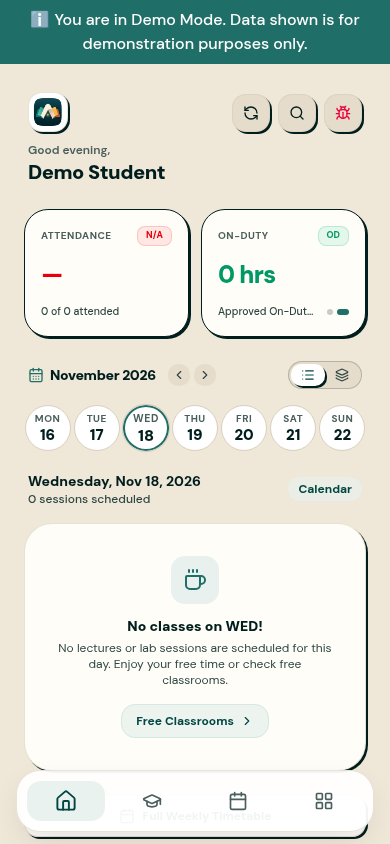 ℹ️ You are in Demo Mode. Data shown is for
demonstration purposes only.
Good evening,
Demo Student
ATTENDANCE
N/A
—
0 of 0 attended
ON-DUTY
OD
0 hrs
Approved On-Dut...
November 2026
MON
16
TUE
17
WED
18
THU
19
FRI
20
SAT
21
SUN
22
Wednesday, Nov 18, 2026
0 sessions scheduled
Calendar
No classes on WED!
No lectures or lab sessions are scheduled for this
day. Enjoy your free time or check free
classrooms.
Free Classrooms
Full Weekly Timetable